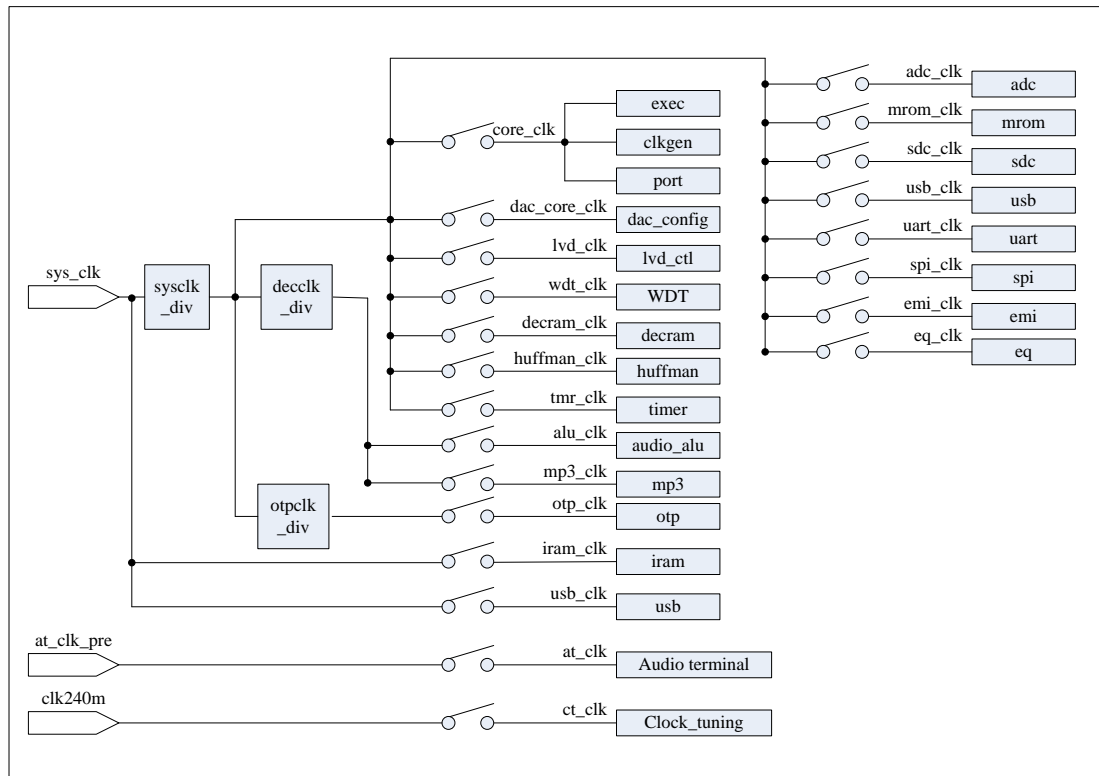 adc_clk
adc
exec
mrom_clk
mrom
core_clk
clkgen
sdc_clk
sdc
port
usb_clk
usb
dac_core_clk
dac_config
uart_clk
uart
lvd_clk
lvd_ctl
spi_clk
spi
sys_clk
sysclk
_div
decclk
_div
wdt_clk
WDT
emi_clk
emi
decram_clk
decram
eq_clk
eq
huffman_clk
huffman
tmr_clk
timer
alu_clk
audio_alu
mp3_clk
mp3
otpclk
_div
otp_clk
otp
iram_clk
iram
usb_clk
usb
at_clk_pre
at_clk
Audio terminal
clk240m
ct_clk
Clock_tuning